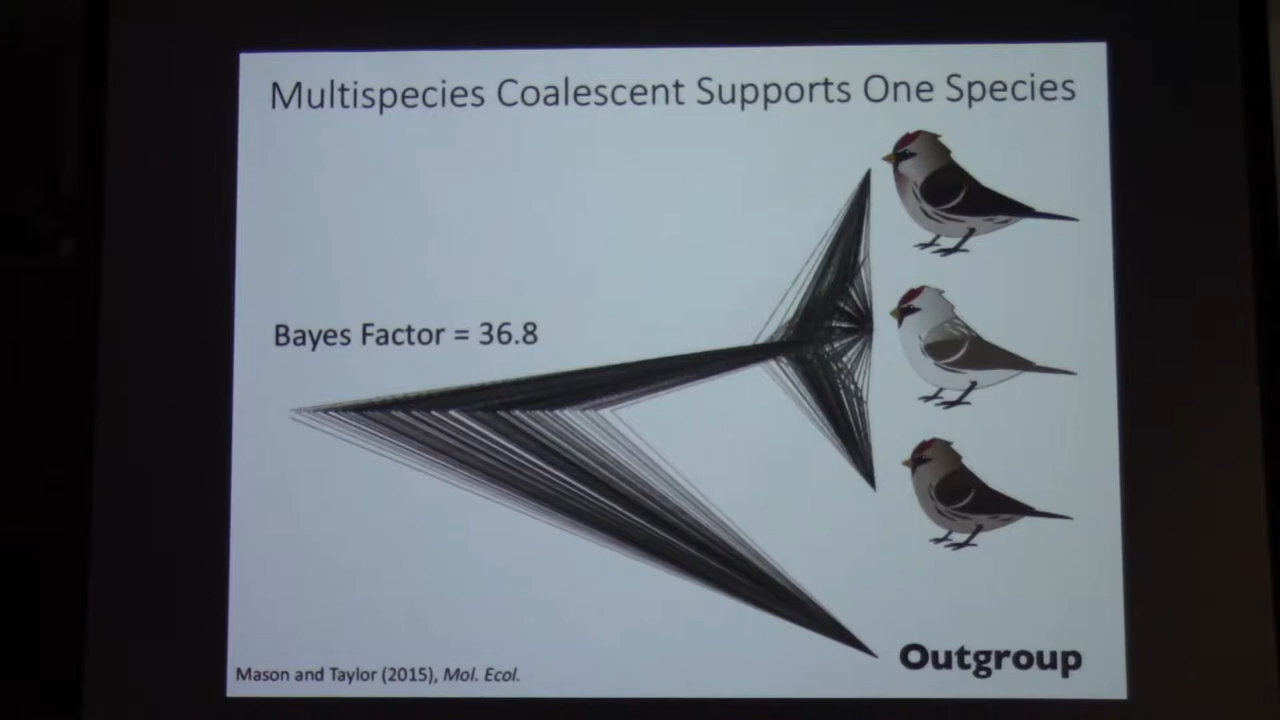 Multispecies Coalescent Supports One Species
Bayes Factor = 36.8
Outgroup
Mason and Taylor (2015), Mol. Ecol.